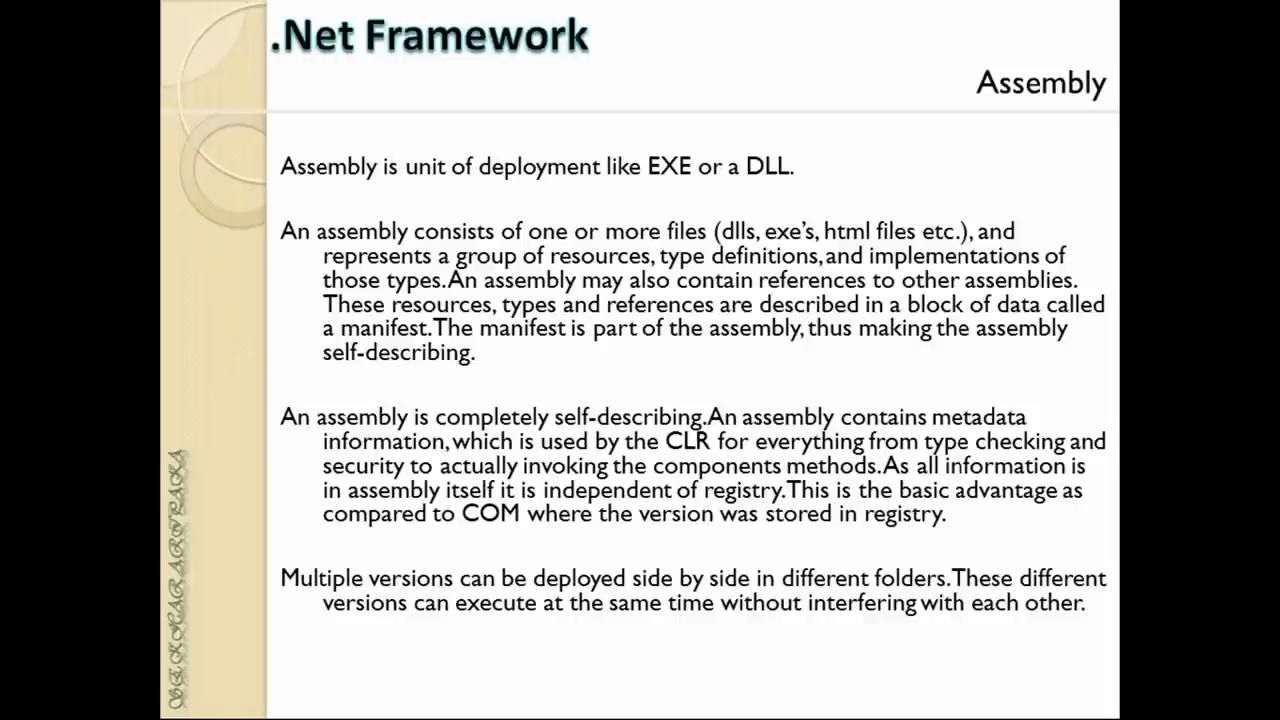 .Net Framework
Assembly
Assembly is unit of deployment like EXE or a DLL.
An assembly consists of one or more files (dlls, exe's, html files etc.), and
represents a group of resources, type definitions, and implementations of
those types. An assembly may also contain references to other assemblies.
These resources, types and references are described in a block of data called
a manifest. The manifest is part of the assembly, thus making the assembly
self-describing.
An assembly is completely self-describing. An assembly contains metadata
information, which is used by the CLR for everything from type checking and
security to actually invoking the components methods. As all information is
in assembly itself it is independent of registry. This is the basic advantage as
compared to COM where the version was stored in registry.
Multiple versions can be deployed side by side in different folders. These different
versions can execute at the same time without interfering with each other.